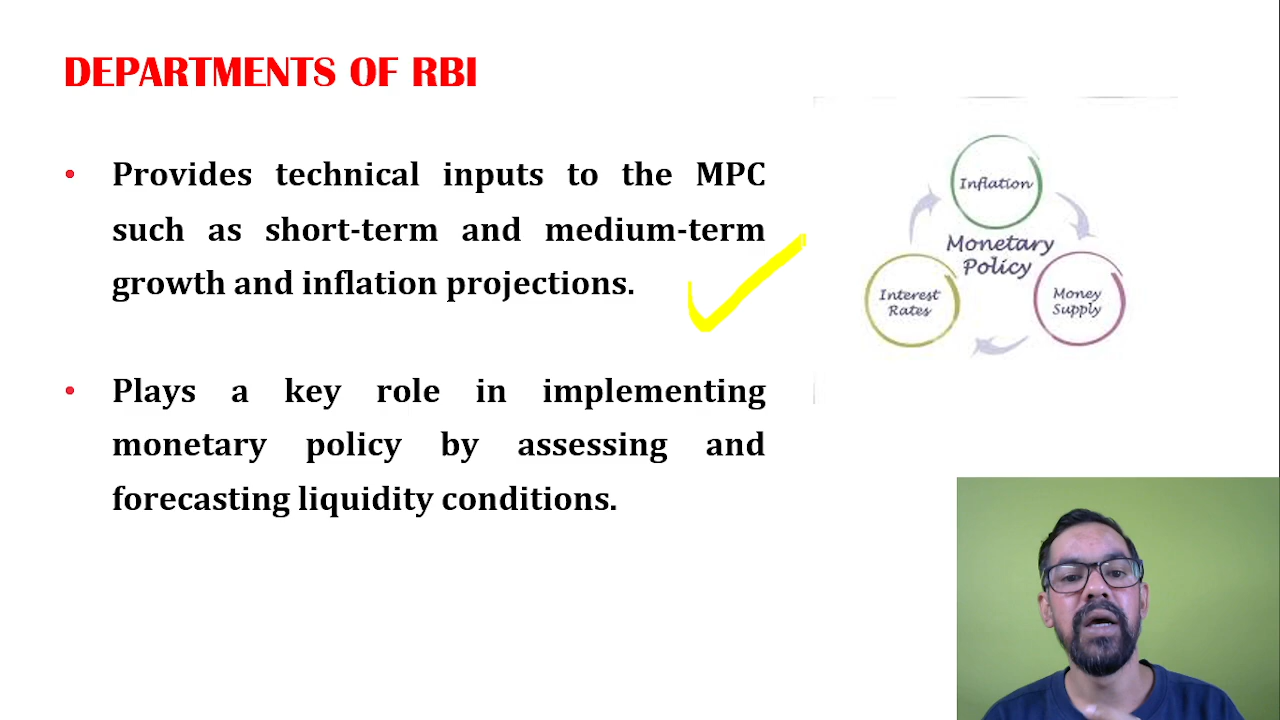 DEPARTMENTS OF RBI
• Provides technical inputs to the MPC
such as short-term and medium-term
growth and inflation projections.
• Plays a key role in implementing
monetary policy by assessing and
forecasting liquidity conditions.
Inflation
Monetary
Policy
Interest
Rates
Money
Supply